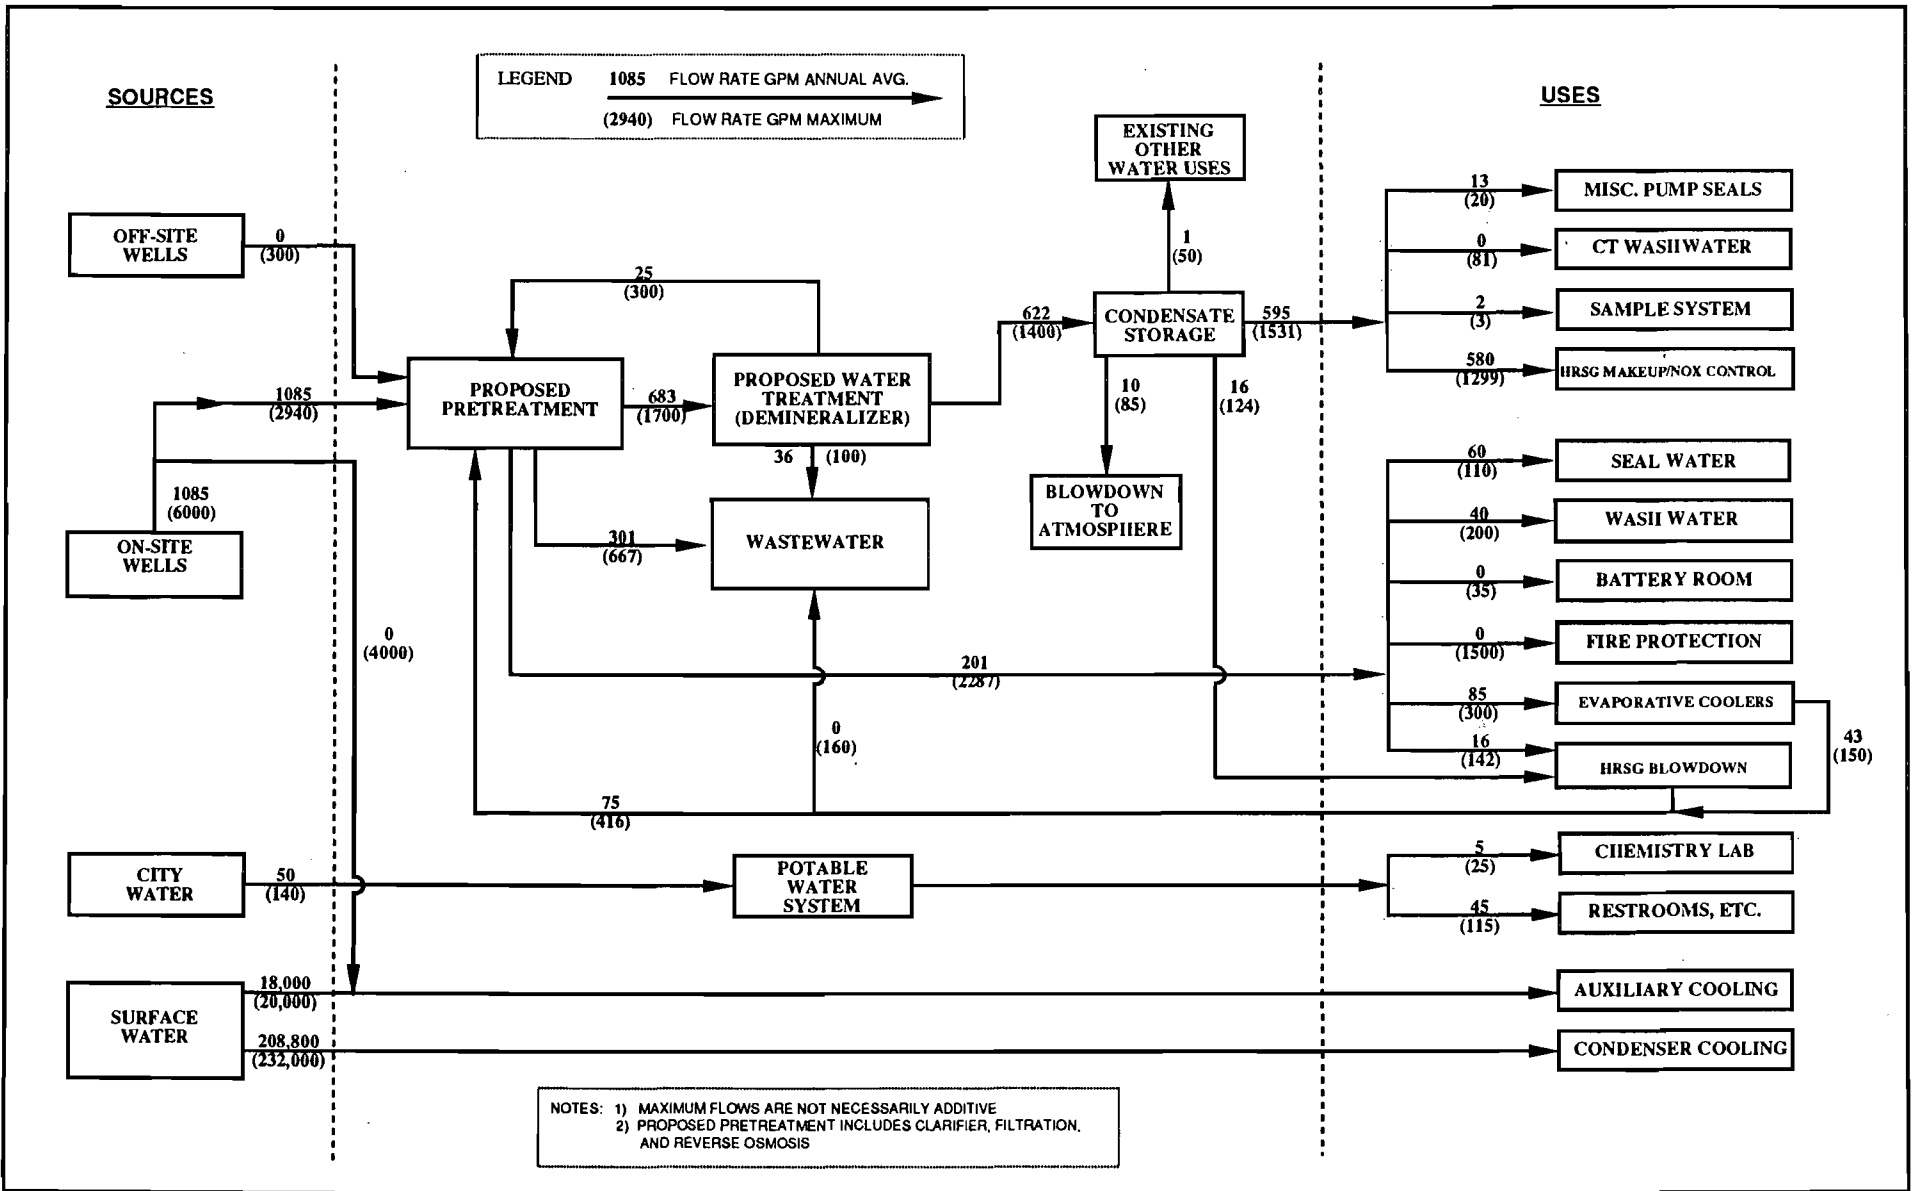 LEGEND 1085 FLOW RATE GPM ANNUAL AVG.
(2940) FLOW RATE GPM MAXIMUM
SOURCES
USES
EXISTING
OTHER
WATER USES
1
(50)
OFF-SITE
WELLS
0
(300)
25
(300)
1085
(2940)
PROPOSED
PRETREATMENT
683
(1700)
PROPOSED WATER
TREATMENT
(DEMINERALIZER)
622
(1400)
CONDENSATE
STORAGE
595
(1531)
10
(85)
16
(124)
36 (100)
BLOWDOWN
TO
ATMOSPHERE
1085
(6000)
ON-SITE
WELLS
301
(667)
WASTEWATER
0
(4000)
201
(2287)
0
(160)
75
(416)
13
(20)
MISC. PUMP SEALS
0
(81)
CT WASHWATER
2
(3)
SAMPLE SYSTEM
580
(1299)
HRSG MAKEUP/NOX CONTROL
60
(110)
SEAL WATER
40
(200)
WASH WATER
0
(35)
BATTERY ROOM
0
(1500)
FIRE PROTECTION
85
(300)
EVAPORATIVE COOLERS
43
(150)
16
(142)
HRSG BLOWDOWN
CITY
WATER
50
(140)
POTABLE
WATER
SYSTEM
5
(25)
CHEMISTRY LAB
45
(115)
RESTROOMS, ETC.
SURFACE
WATER
18,000
(20,000)
AUXILIARY COOLING
208,800
(232,000)
CONDENSER COOLING
NOTES: 1) MAXIMUM FLOWS ARE NOT NECESSARILY ADDITIVE
2) PROPOSED PRETREATMENT INCLUDES CLARIFIER, FILTRATION,
AND REVERSE OSMOSIS